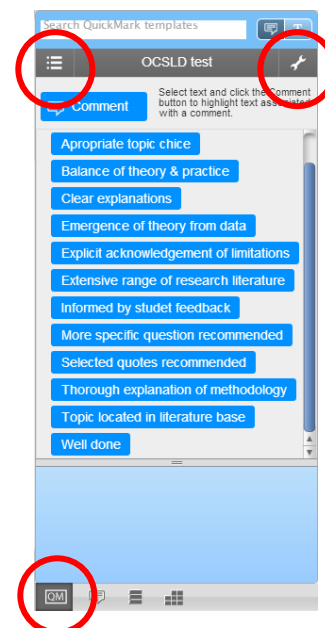 Search QuickMark templates
T
OCSLD test
Comment
Select text and click the Comment
button to highlight text associated
with a comment.
Apropriate topic chice
Balance of theory & practice
Clear explanations
Emergence of theory from data
Explicit acknowledgement of limitations
Extensive range of research literature
Informed by studet feedback
More specific question recommended
Selected quotes recommended
Thorough explanation of methodology
Topic located in literature base
Well done
QM